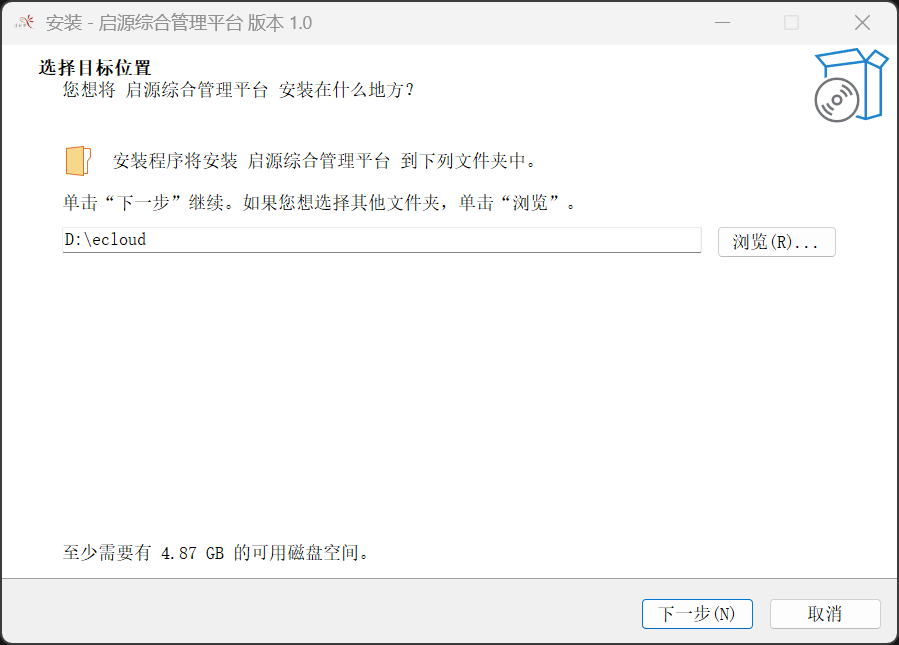 安装 - 启源综合管理平台 版本 1.0
选择目标位置
您想将 启源综合管理平台 安装在什么地方？
安装程序将安装 启源综合管理平台 到下列文件夹中。
单击“下一步”继续。如果您想选择其他文件夹，单击“浏览”。
D:\ecloud
浏览(R)...
至少需要有 4.87 GB 的可用磁盘空间。
下一步(N)
取消